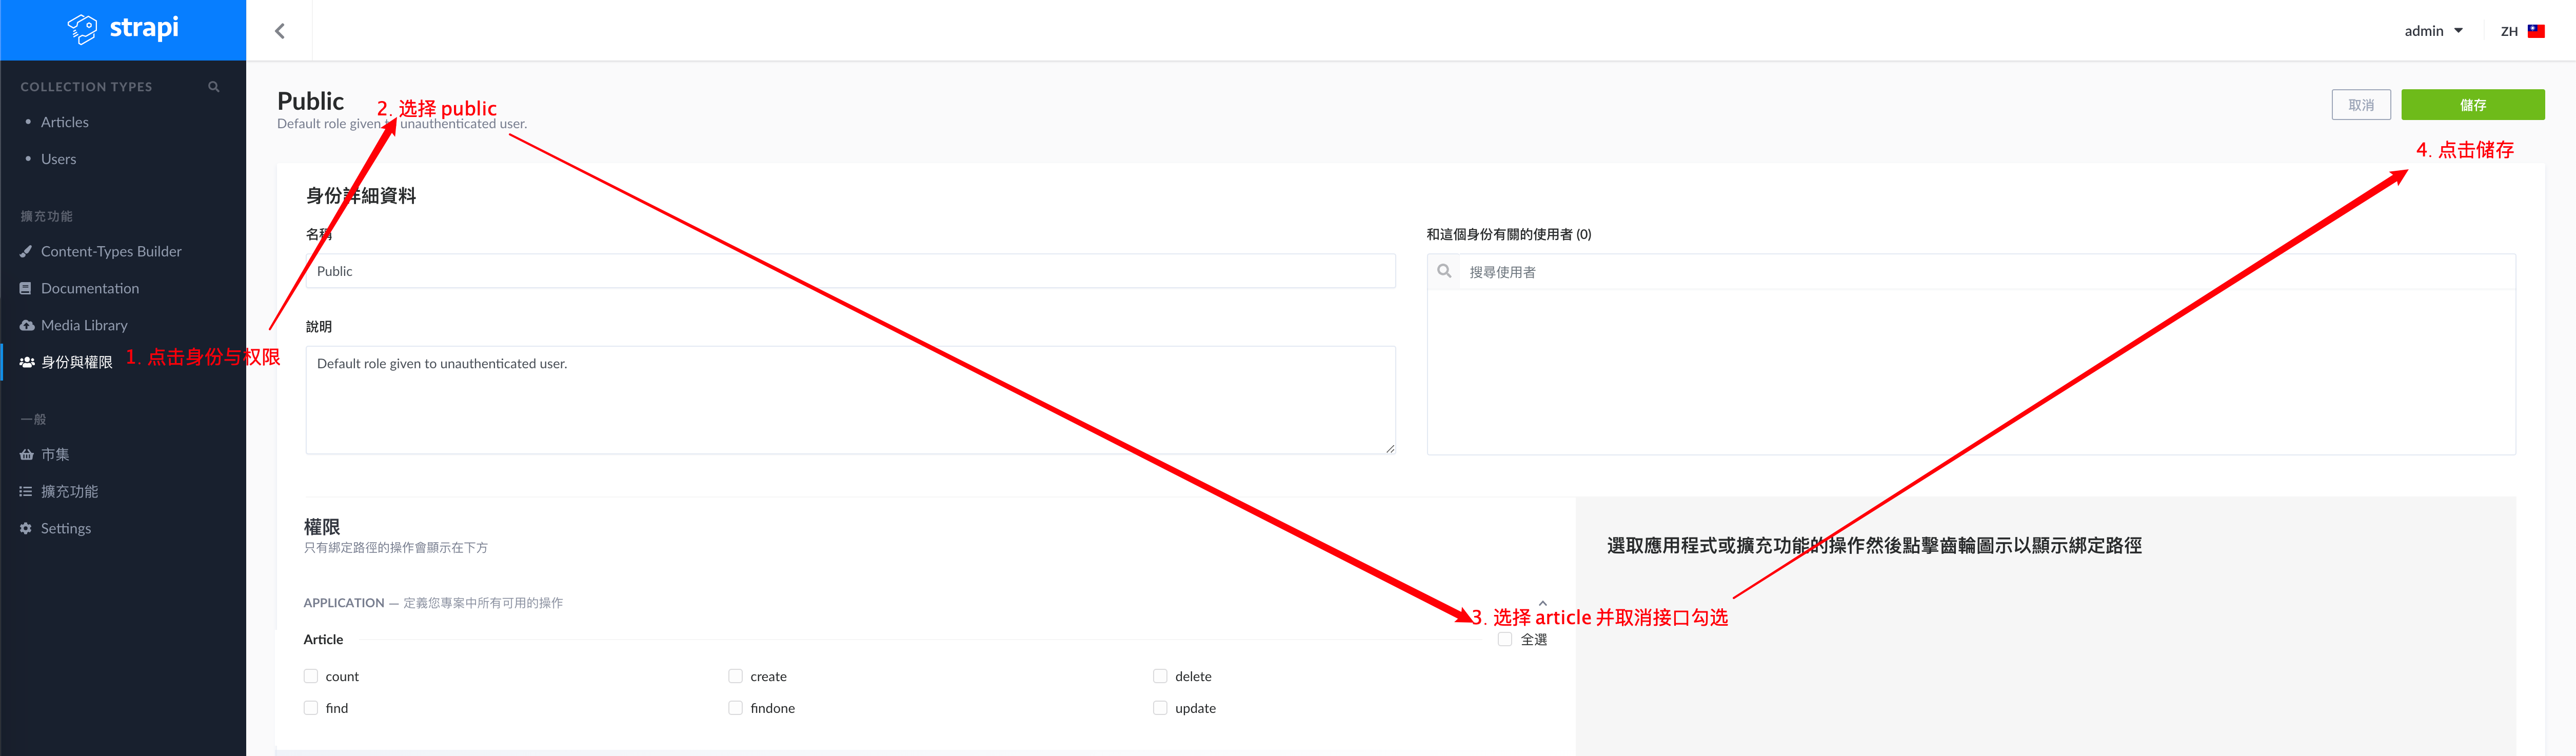 strapi
admin
ZH
COLLECTION TYPES
Articles
Users
擴充功能
Content-Types Builder
Documentation
Media Library
身份與權限
1. 点击身份与权限
一般
市集
擴充功能
Settings
Public
2. 选择 public
Default role given to unauthenticated user.
取消
儲存
4. 点击储存
身份詳細資料
名稱
Public
和這個身份有關的使用者 (0)
搜尋使用者
說明
Default role given to unauthenticated user.
權限
只有綁定路徑的操作會顯示在下方
選取應用程式或擴充功能的操作然後點擊齒輪圖示以顯示綁定路徑
APPLICATION — 定義您專案中所有可用的操作
3. 选择 article 并取消接口勾选
Article
全選
count
create
delete
find
findone
update